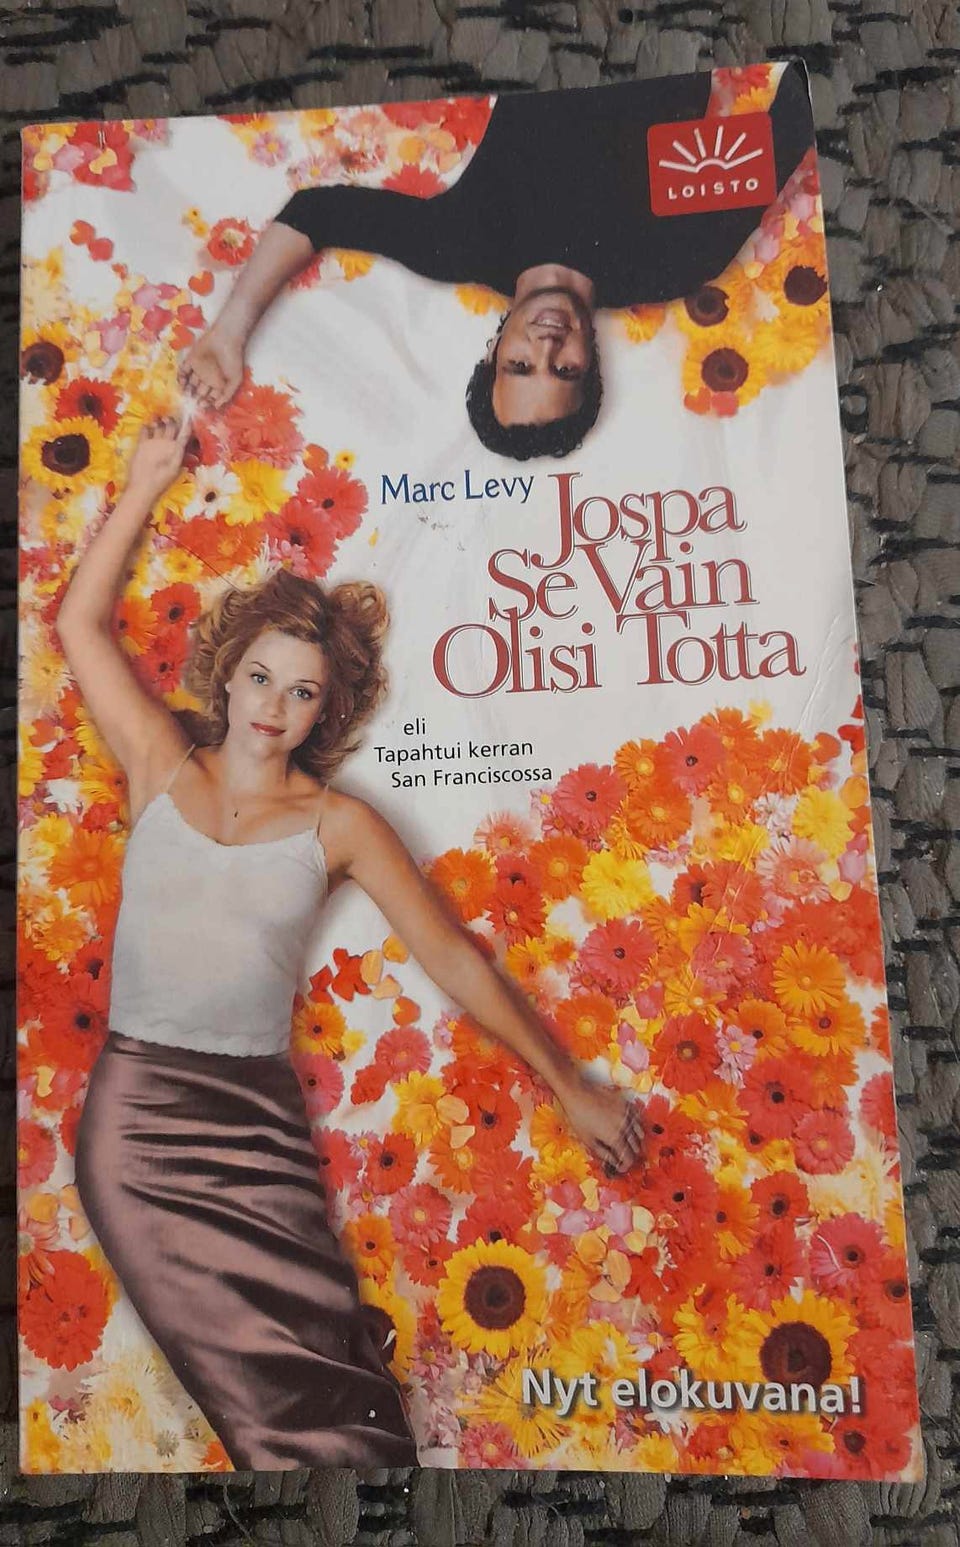 LOISTO
Marc Levy
Jospa
Se Vain
Olisi Totta
eli
Tapahtui kerran
San Franciscossa
Nyt elokuvana!